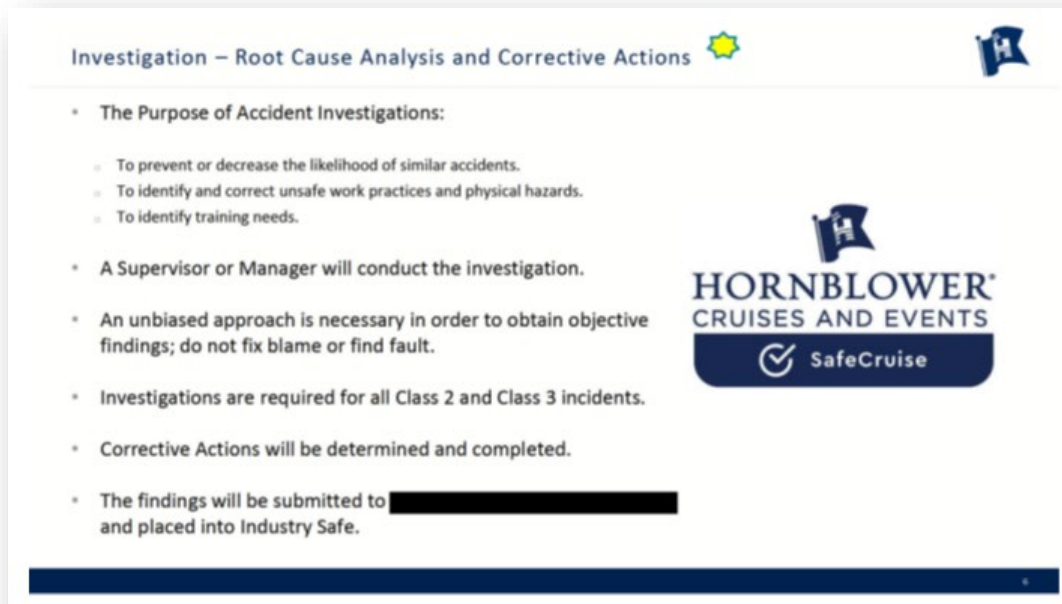 Investigation – Root Cause Analysis and Corrective Actions
H
• The Purpose of Accident Investigations:
To prevent or decrease the likelihood of similar accidents.
To identify and correct unsafe work practices and physical hazards.
To identify training needs.
• A Supervisor or Manager will conduct the investigation.
• An unbiased approach is necessary in order to obtain objective
findings; do not fix blame or find fault.
• Investigations are required for all Class 2 and Class 3 incidents.
• Corrective Actions will be determined and completed.
• The findings will be submitted to
and placed into Industry Safe.
H
HORNBLOWER®
CRUISES AND EVENTS
SafeCruise
6